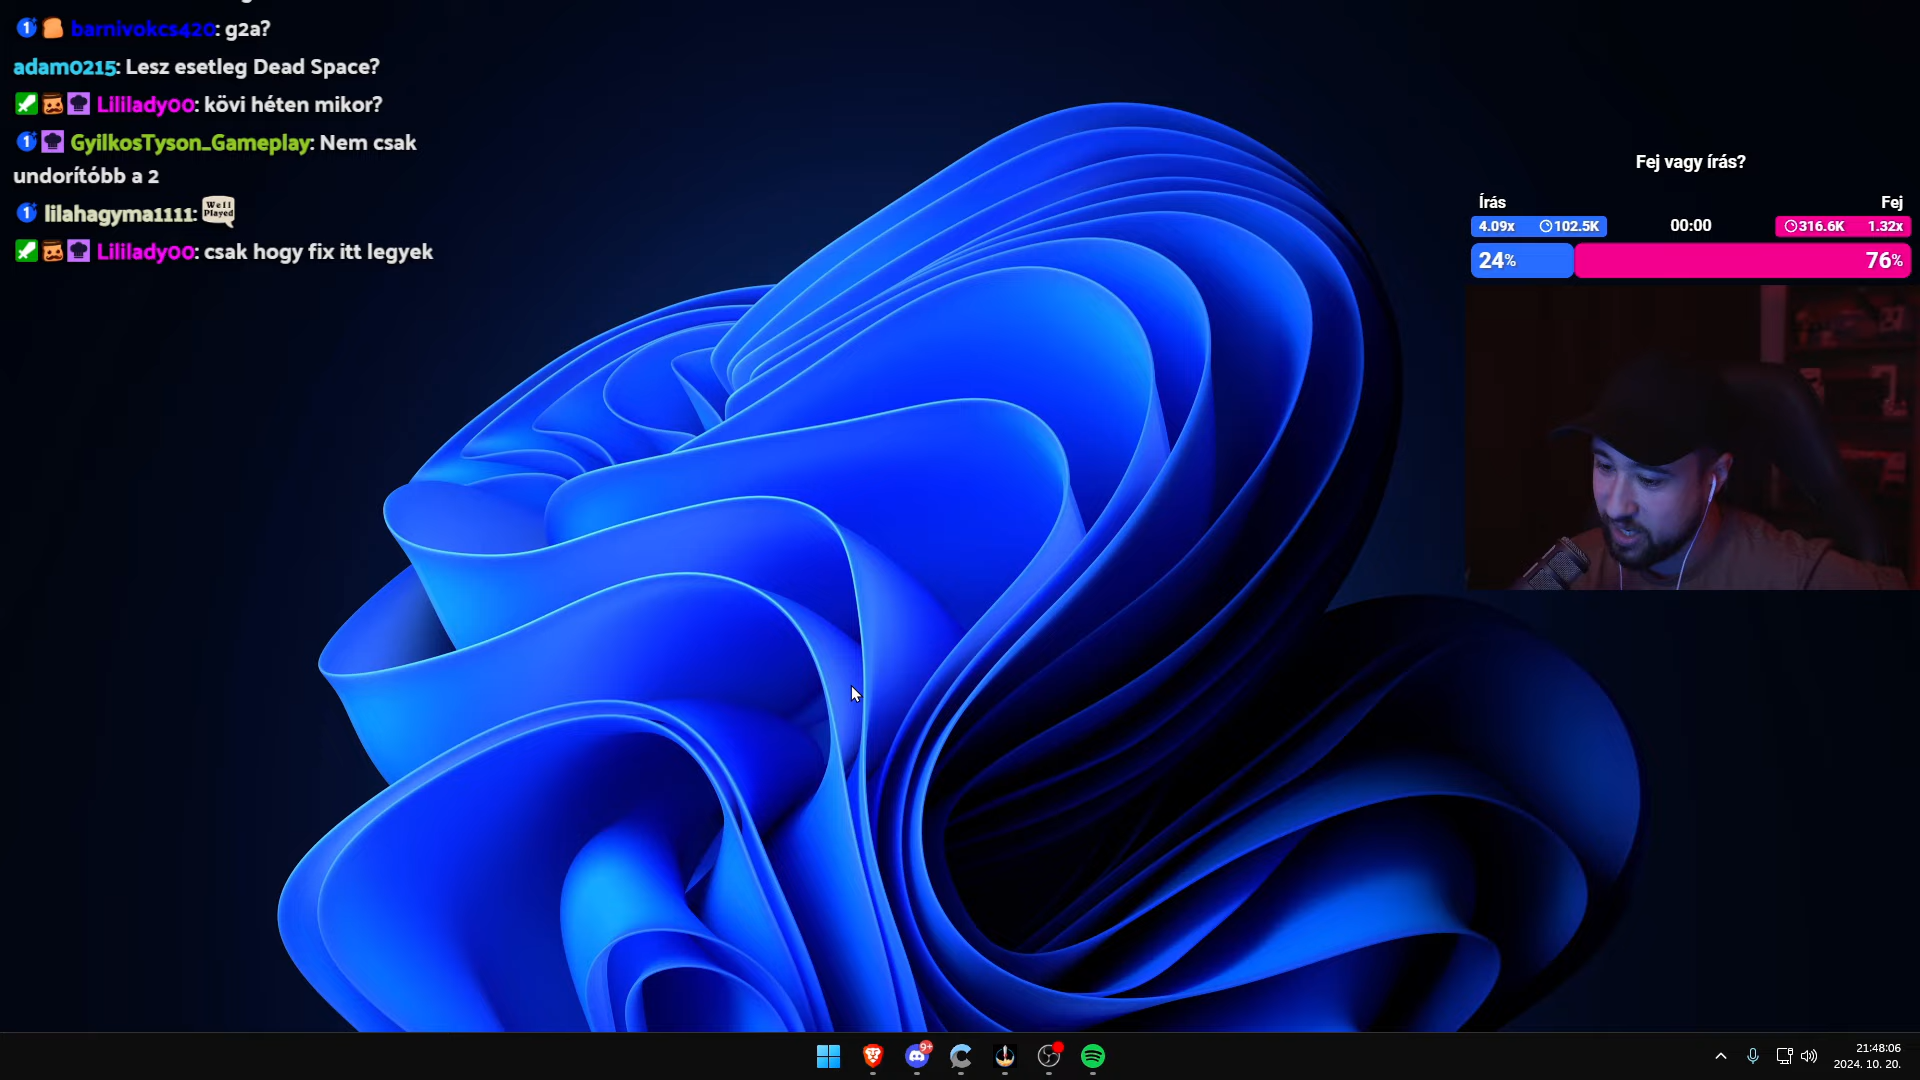 barnivokcs420: g2a?
adam0215: Lesz esetleg Dead Space?
Lililady00: kövi héten mikor?
GyilkosTyson_Gameplay: Nem csak
undorítóbb a 2
lilahagyma1111: Well Played
Lililady00: csak hogy fix itt legyek
Fej vagy írás?
Írás Fej
4.09x 102.5K 00:00 316.6K 1.32x
24% 76%
9+
21:48:06
2024. 10. 20.